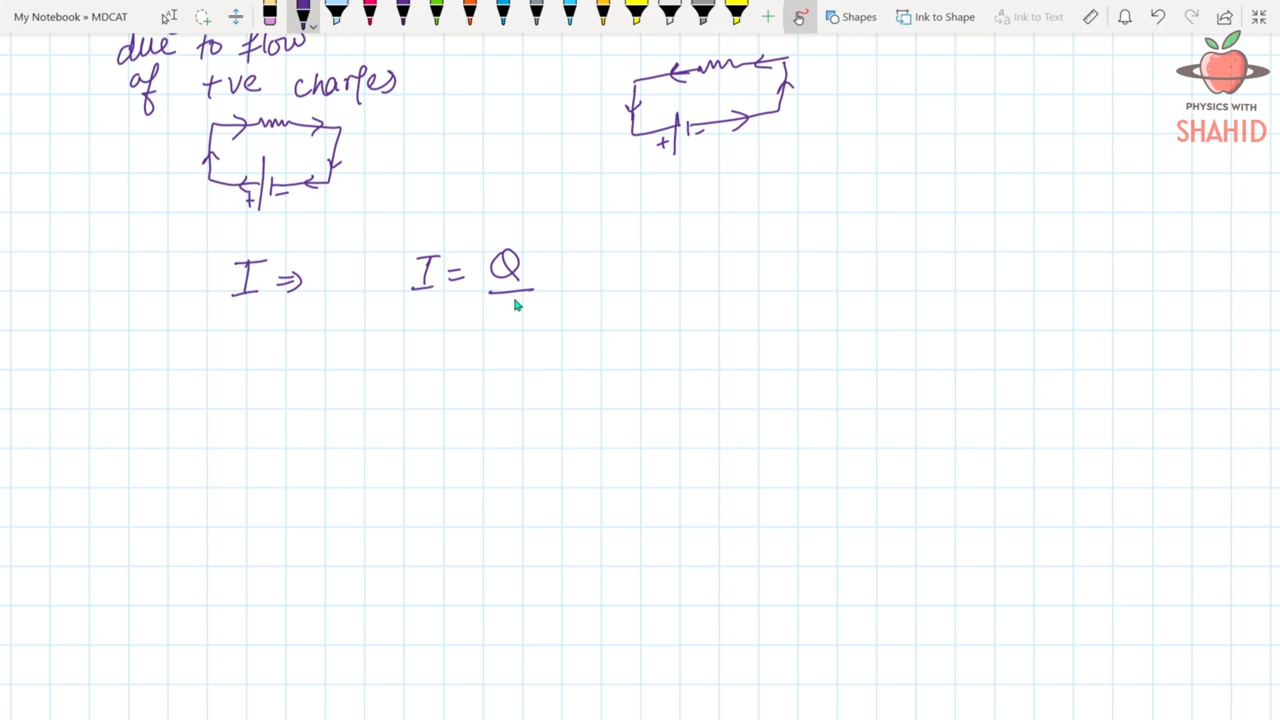 My Notebook » MDCAT
Shapes
Ink to Shape
Ink to Text
due to flow
of +ve charges
+ -
+ -
I ⇒ I = Q
PHYSICS WITH
SHAHID